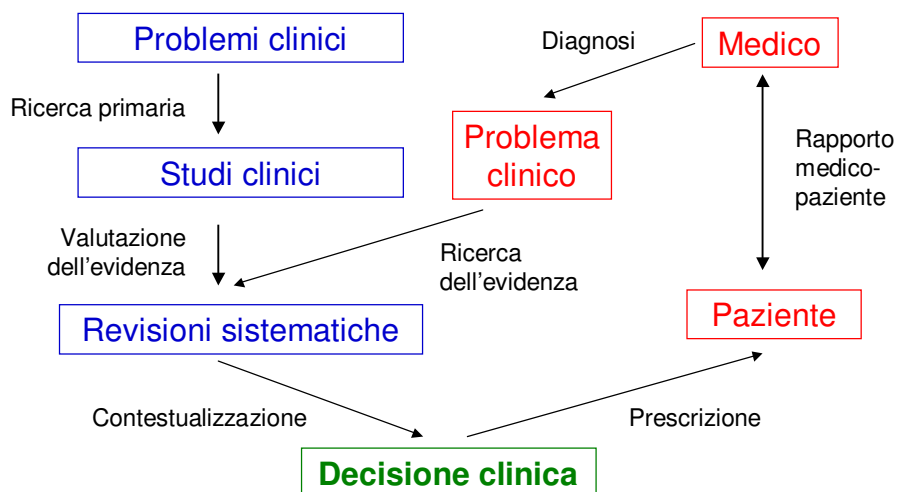 Problemi clinici
Diagnosi
Medico
Ricerca primaria
Problema
clinico
Rapporto
medico-
paziente
Studi clinici
Valutazione
dell’evidenza
Ricerca
dell’evidenza
Revisioni sistematiche
Paziente
Contestualizzazione
Prescrizione
Decisione clinica